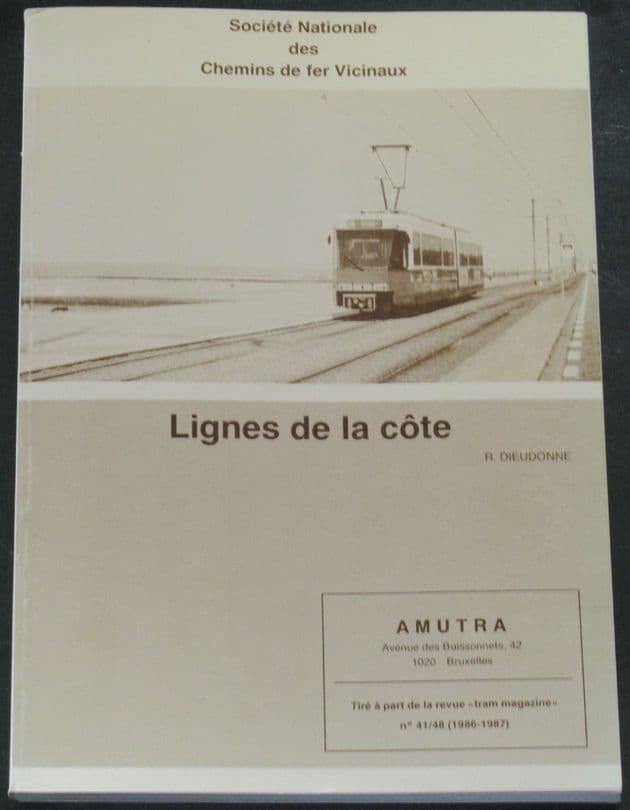 Société Nationale
des
Chemins de fer Vicinaux
Lignes de la côte
R. DIEUDONNE
AMUTRA
Avenue des Buissonnets, 42
1020 Bruxelles
Tiré à part de la revue «tram magazine»
n° 41/48 (1986-1987)